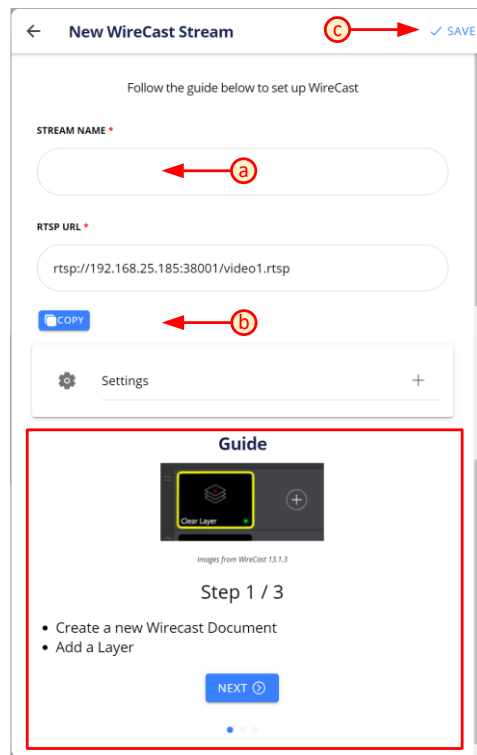 New WireCast Stream
c
SAVE
Follow the guide below to set up WireCast
STREAM NAME *
a
RTSP URL *
rtsp://192.168.25.185:38001/video1.rtsp
COPY
b
Settings
Guide
Clear Layer
Images from WireCast 13.1.3
Step 1 / 3
• Create a new Wirecast Document
• Add a Layer
NEXT